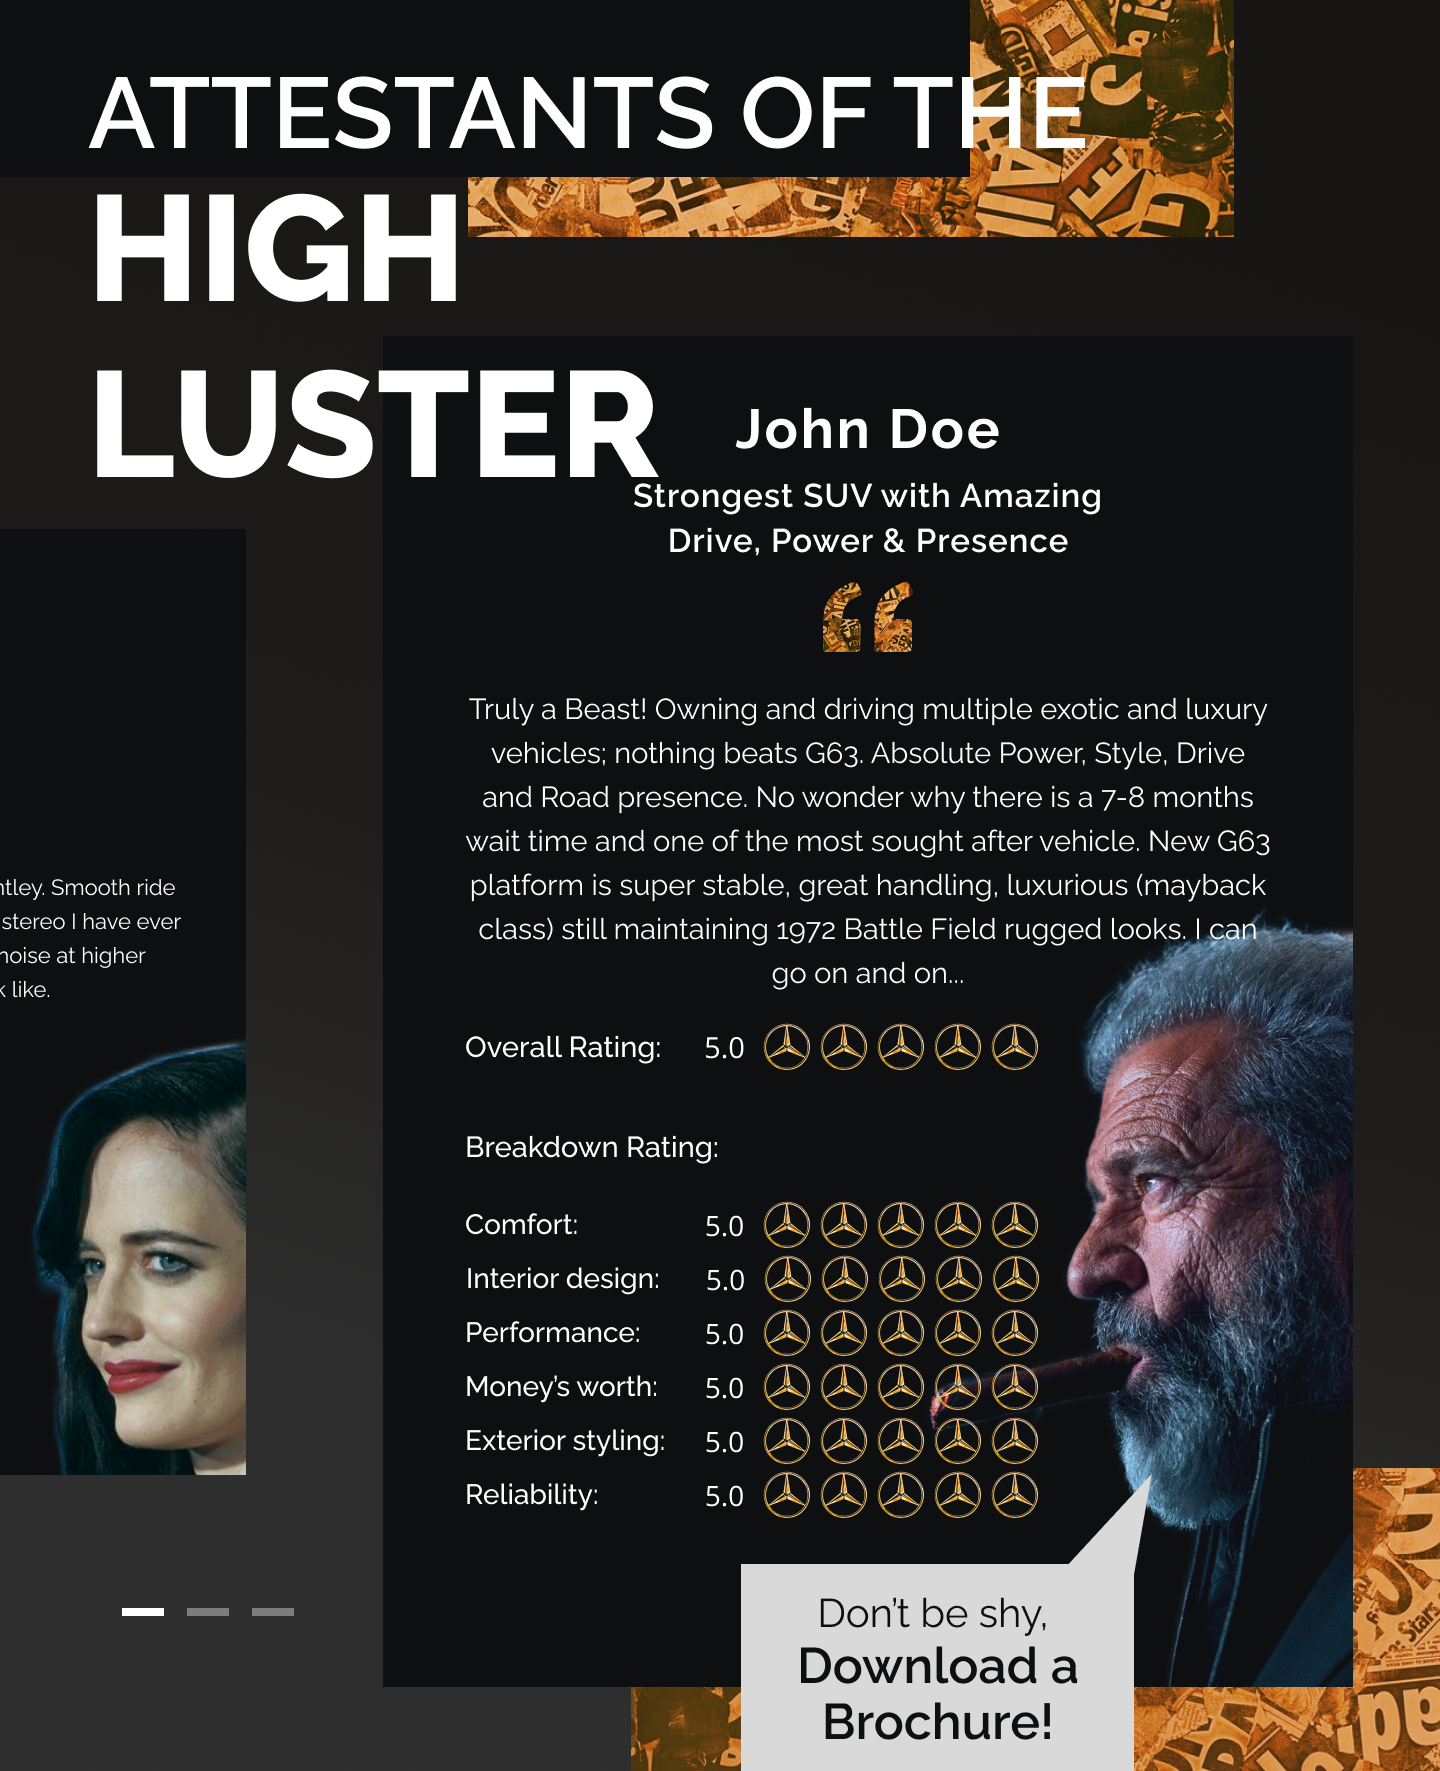 ATTESTANTS OF THE
HIGH
LUSTER
John Doe
Strongest SUV with Amazing
Drive, Power & Presence
“
Truly a Beast! Owning and driving multiple exotic and luxury
vehicles; nothing beats G63. Absolute Power, Style, Drive
and Road presence. No wonder why there is a 7-8 months
wait time and one of the most sought after vehicle. New G63
platform is super stable, great handling, luxurious (mayback
class) still maintaining 1972 Battle Field rugged looks. I can
go on and on...
Overall Rating: 5.0
Breakdown Rating:
Comfort: 5.0
Interior design: 5.0
Performance: 5.0
Money’s worth: 5.0
Exterior styling: 5.0
Reliability: 5.0
Don’t be shy,
Download a
Brochure!
Smooth ride
stereo I have ever
at higher
like.